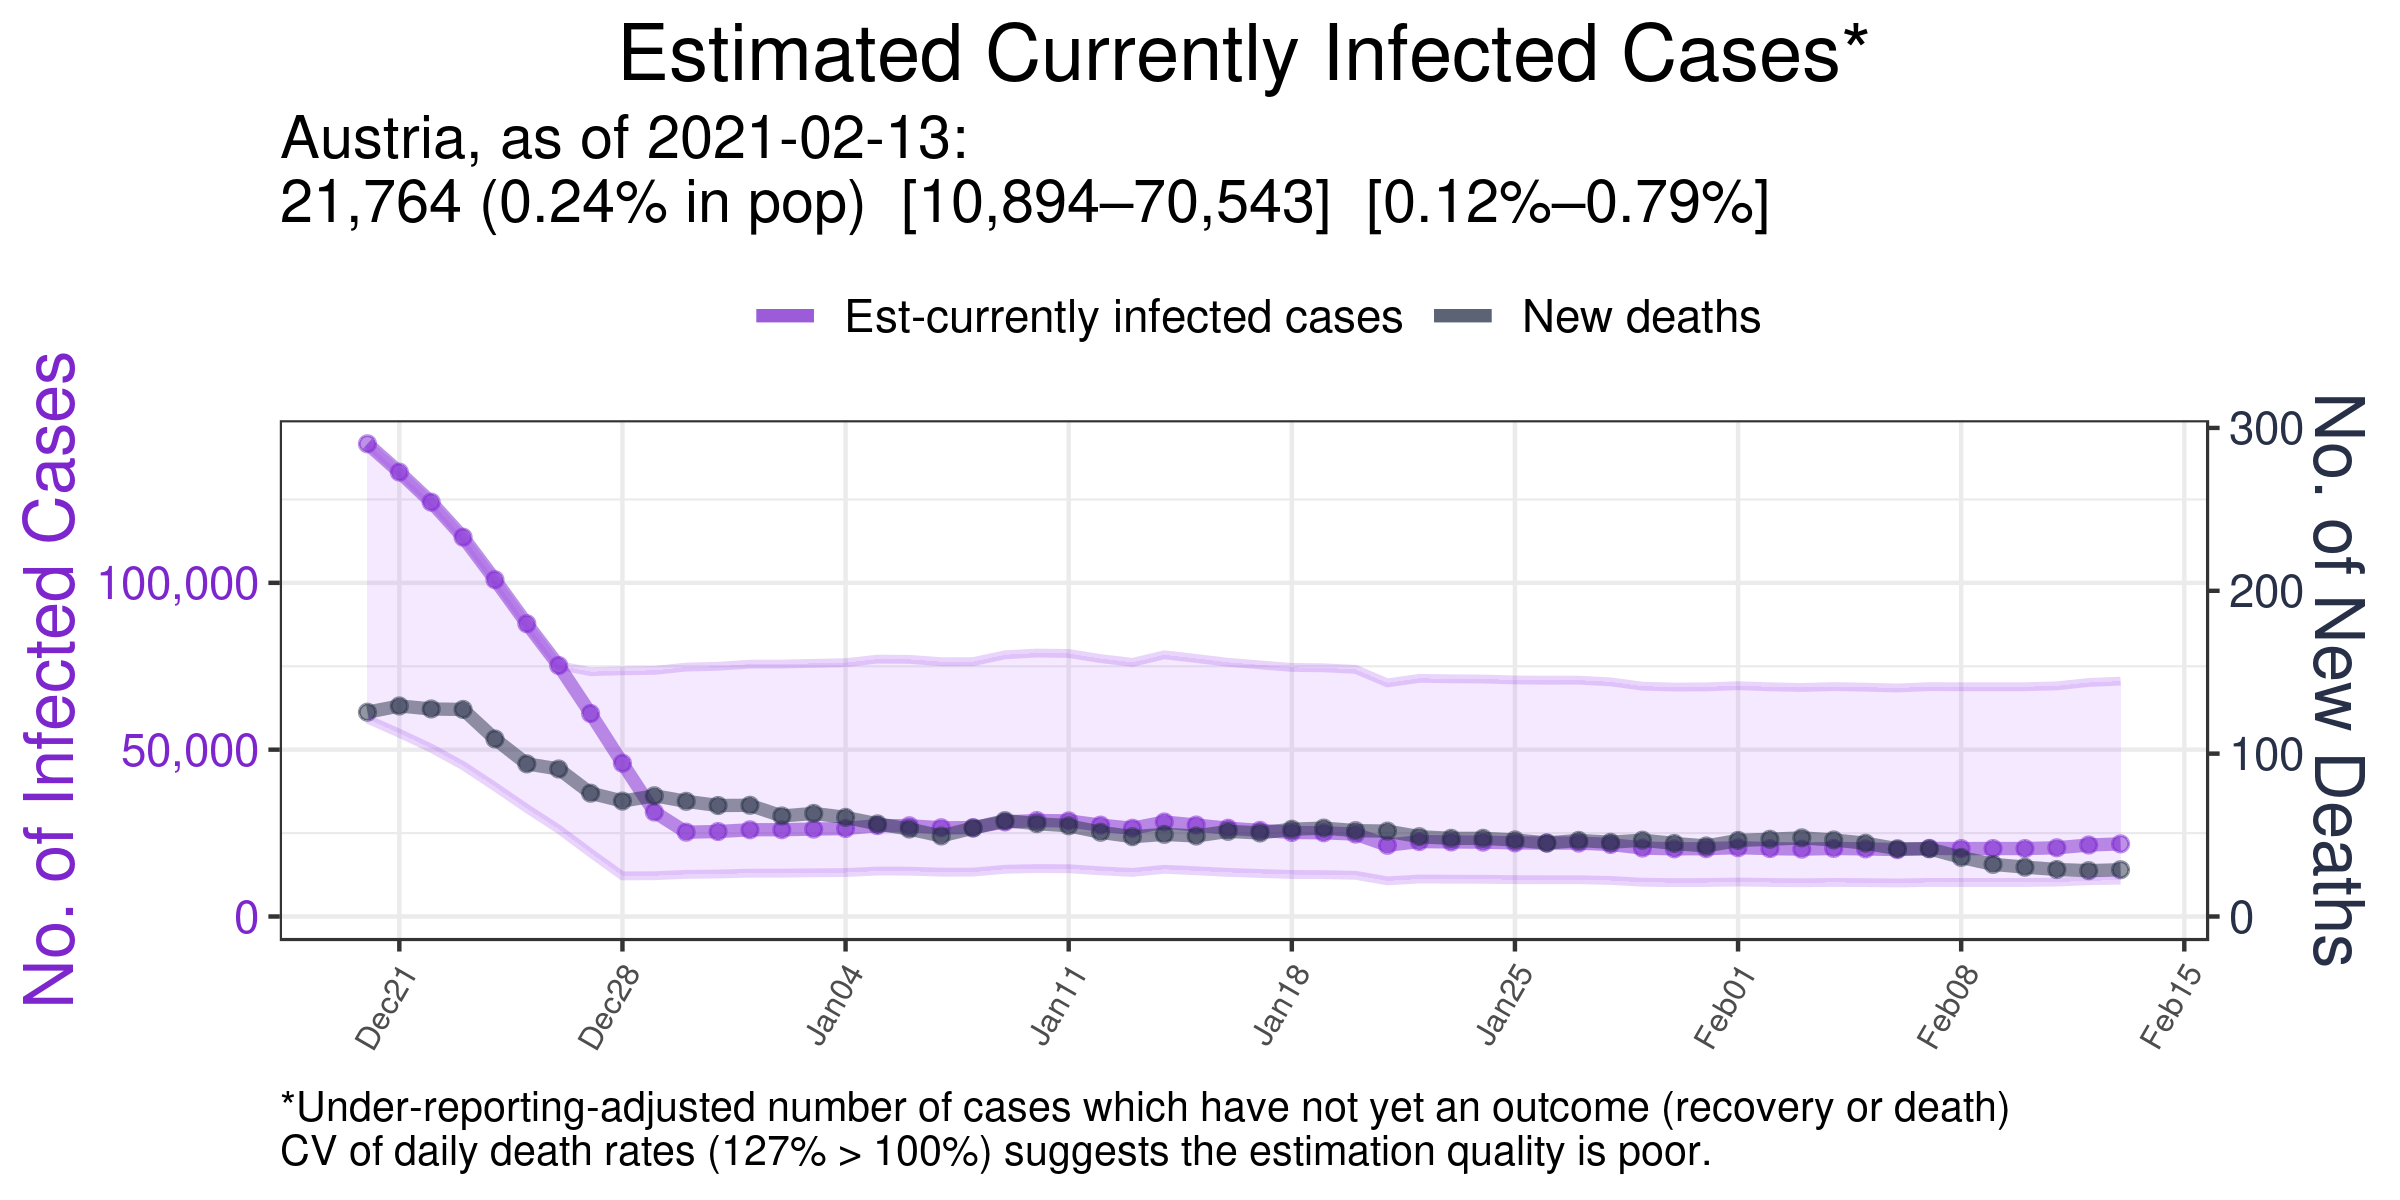 Estimated Currently Infected Cases*
Austria, as of 2021-02-13:
21,764 (0.24% in pop) [10,894–70,543] [0.12%–0.79%]
Est-currently infected cases
New deaths
No. of Infected Cases
100,000
50,000
0
300
200
100
0
No. of New Deaths
Dec21
Dec28
Jan04
Jan11
Jan18
Jan25
Feb01
Feb08
Feb15
*Under-reporting-adjusted number of cases which have not yet an outcome (recovery or death)
CV of daily death rates (127% > 100%) suggests the estimation quality is poor.